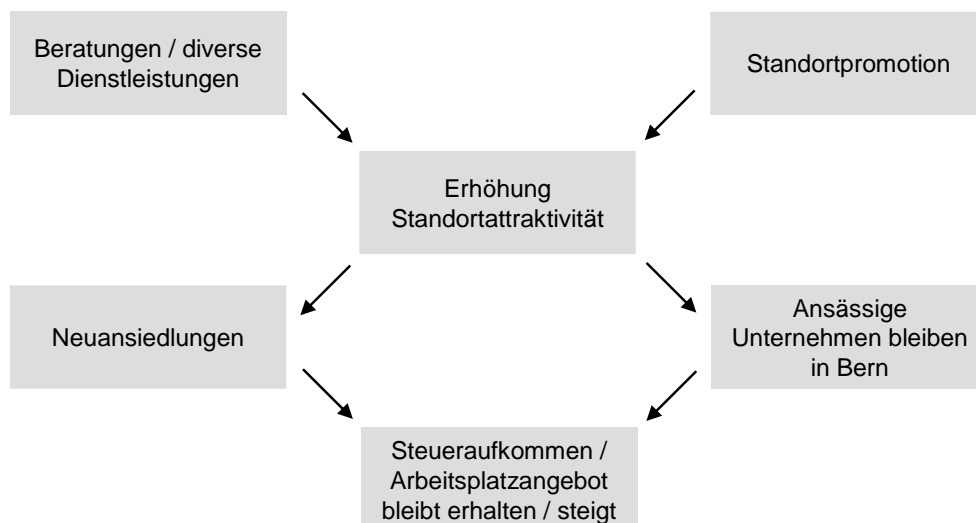 Beratungen / diverse
Dienstleistungen
Standortpromotion
Erhöhung
Standortattraktivität
Neuansiedlungen
Ansässige
Unternehmen bleiben
in Bern
Steueraufkommen /
Arbeitsplatzangebot
bleibt erhalten / steigt